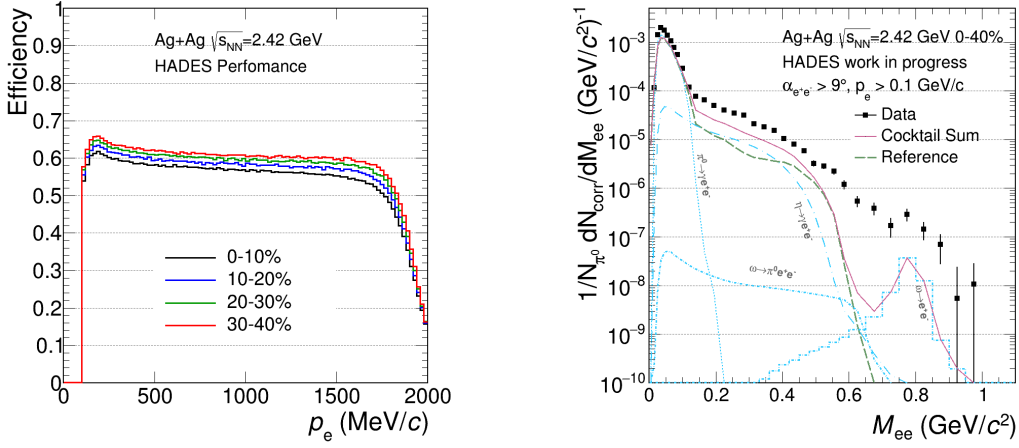 Efficiency
1
0.9
0.8
0.7
0.6
0.5
0.4
0.3
0.2
0.1
0
Ag+Ag √sNN=2.42 GeV
HADES Perfomance
0-10%
10-20%
20-30%
30-40%
0 500 1000 1500 2000
pe (MeV/c)
1/Nπ0 dNcorr/dMee (GeV/c²)-1
10−3
10−4
10−5
10−6
10−7
10−8
10−9
10−10
Ag+Ag √sNN=2.42 GeV 0-40%
HADES work in progress
αe+e- > 9°, pe > 0.1 GeV/c
Data
Cocktail Sum
Reference
π0→γe+e-
η→γe+e-
ω→π0e+e-
ω→e+e-
0 0.2 0.4 0.6 0.8 1
Mee (GeV/c²)